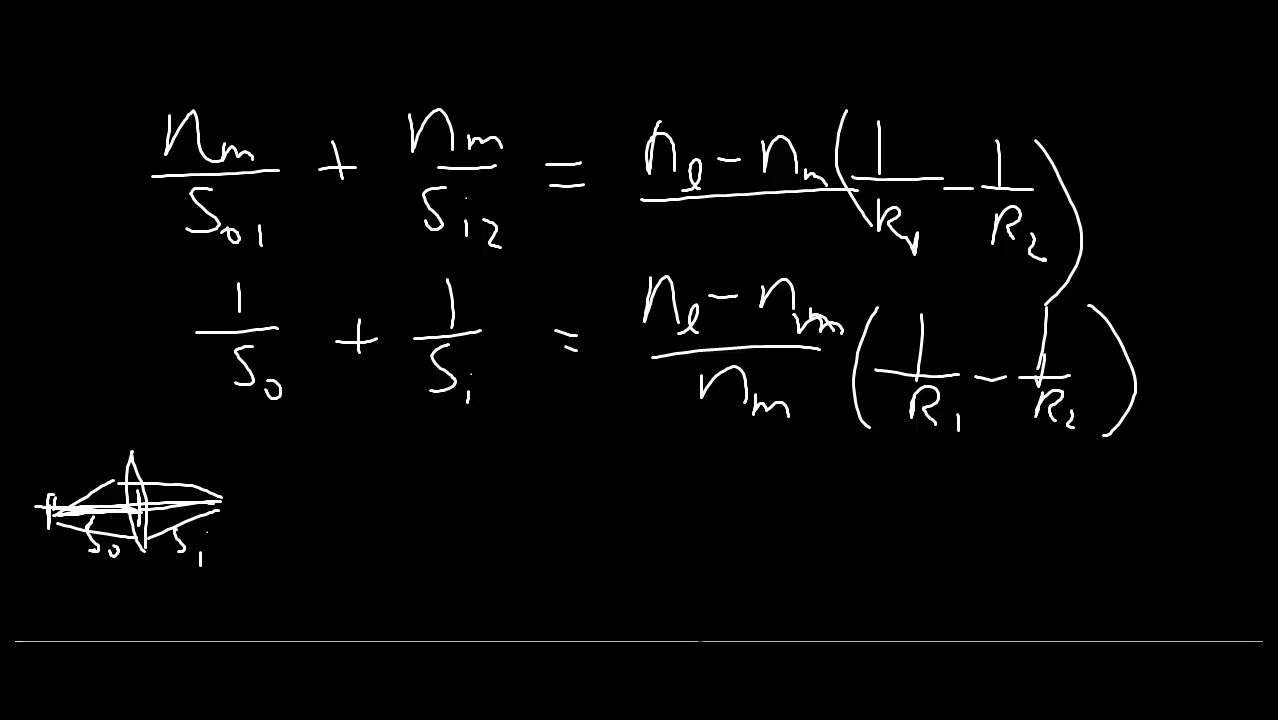 n_m/S_o1 + n_m/S_i2 = n_l - n_m (1/R_1 - 1/R_2)
1/S_o + 1/S_i = (n_l - n_m)/n_m (1/R_1 - 1/R_2)
S_o S_i